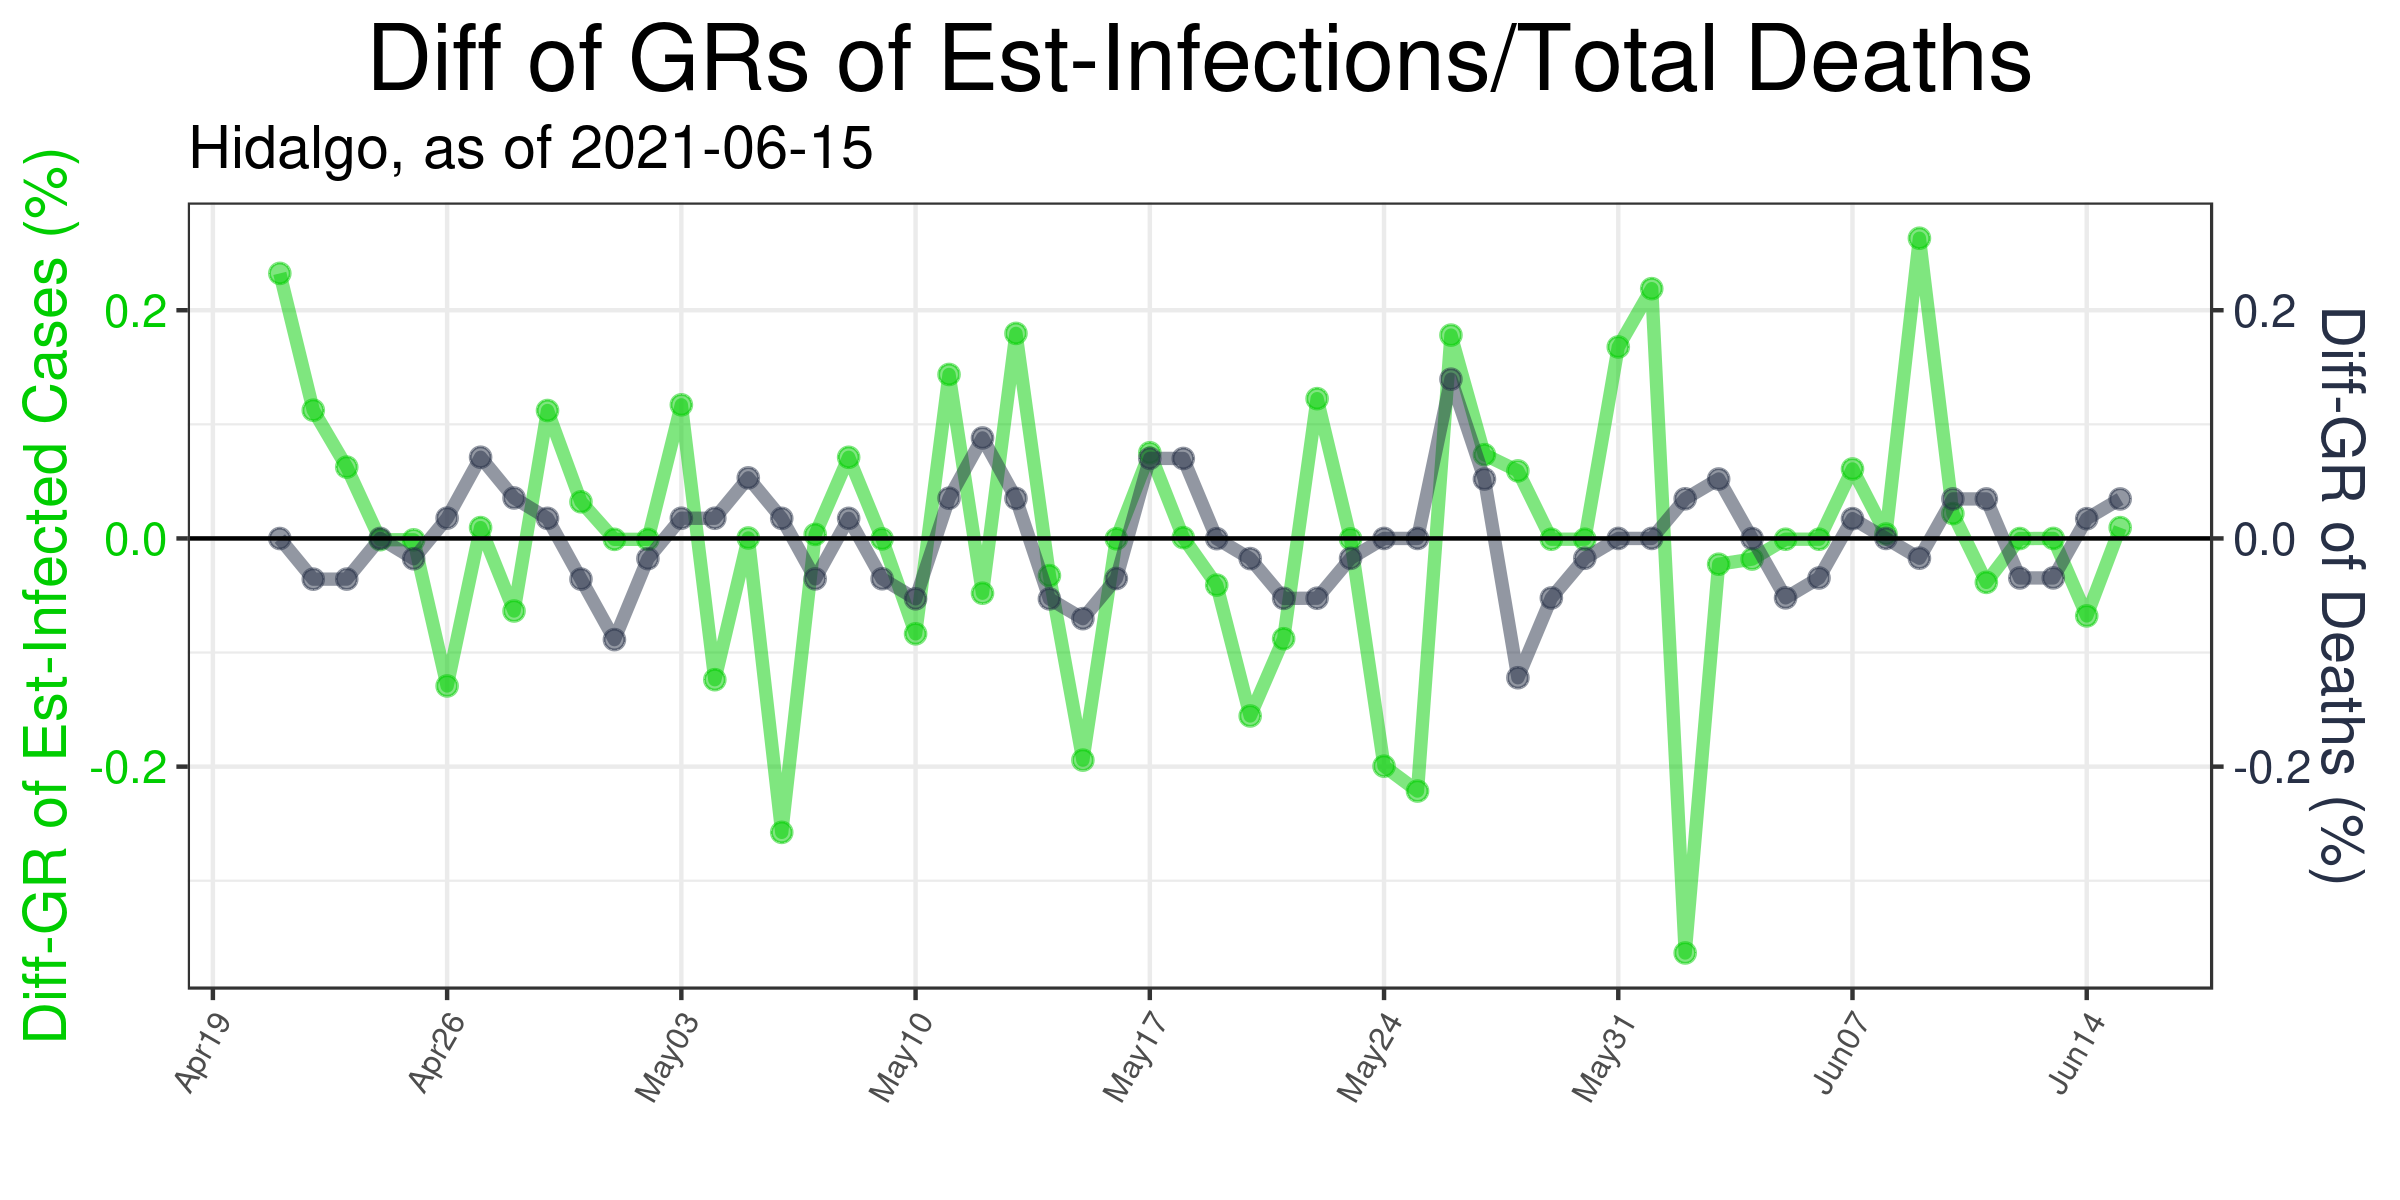 Diff of GRs of Est-Infections/Total Deaths
Hidalgo, as of 2021-06-15
Diff-GR of Est-Infected Cases (%)
0.2
0.0
-0.2
0.2
0.0
-0.2
Diff-GR of Deaths (%)
Apr19
Apr26
May03
May10
May17
May24
May31
Jun07
Jun14